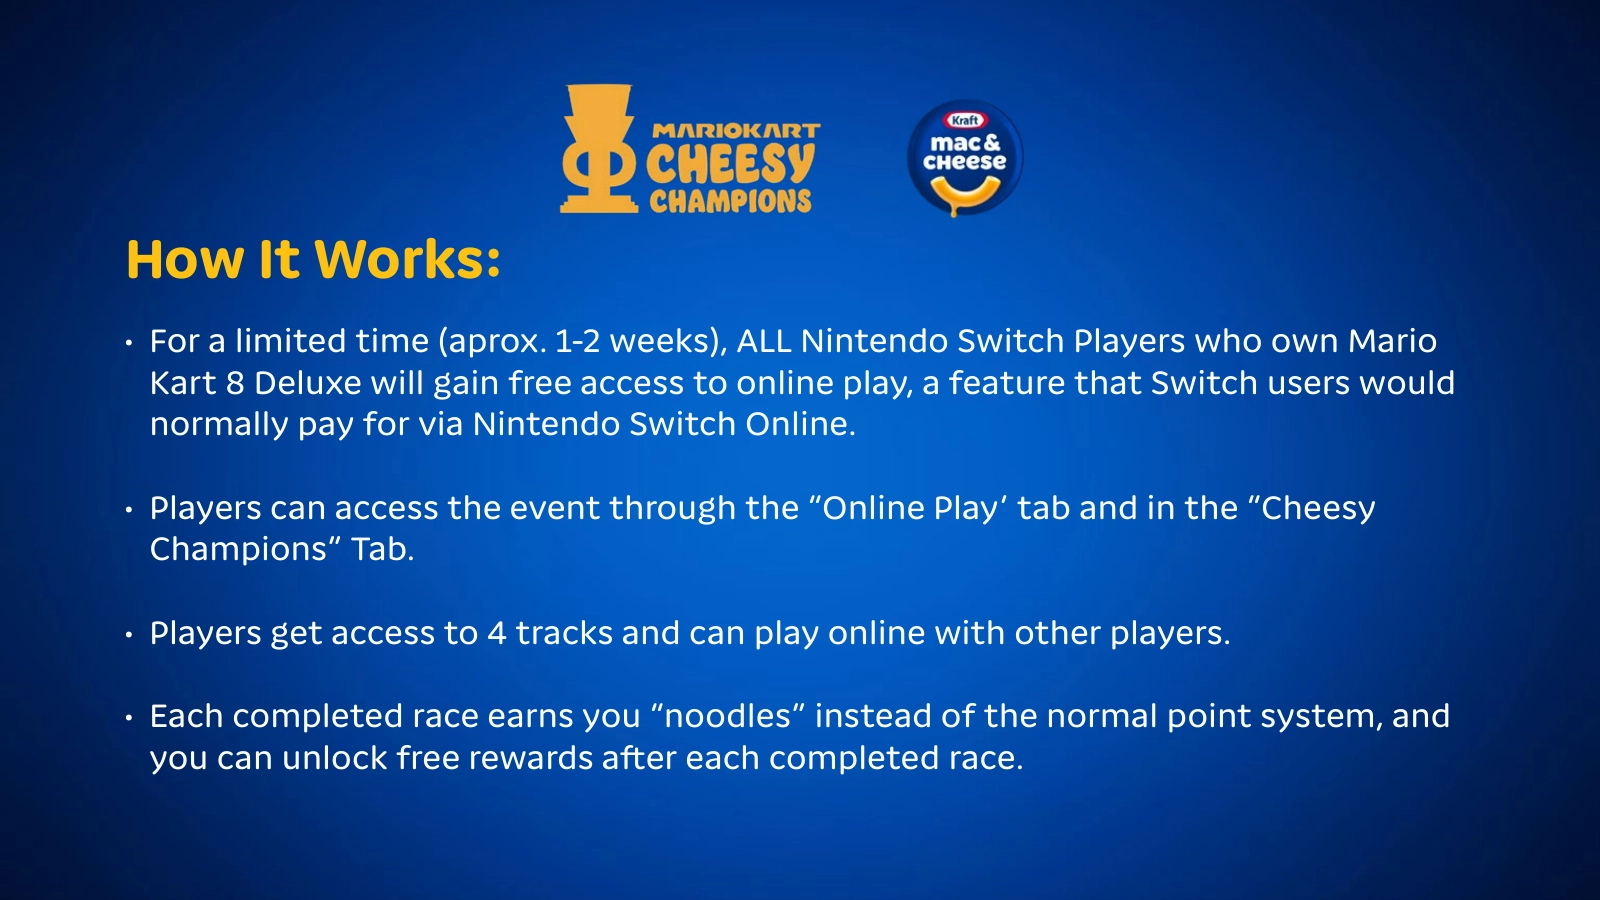 MARIOKART
CHEESY
CHAMPIONS
Kraft
mac &
cheese
How It Works:
• For a limited time (aprox. 1-2 weeks), ALL Nintendo Switch Players who own Mario
Kart 8 Deluxe will gain free access to online play, a feature that Switch users would
normally pay for via Nintendo Switch Online.
• Players can access the event through the “Online Play’ tab and in the “Cheesy
Champions” Tab.
• Players get access to 4 tracks and can play online with other players.
• Each completed race earns you “noodles” instead of the normal point system, and
you can unlock free rewards after each completed race.